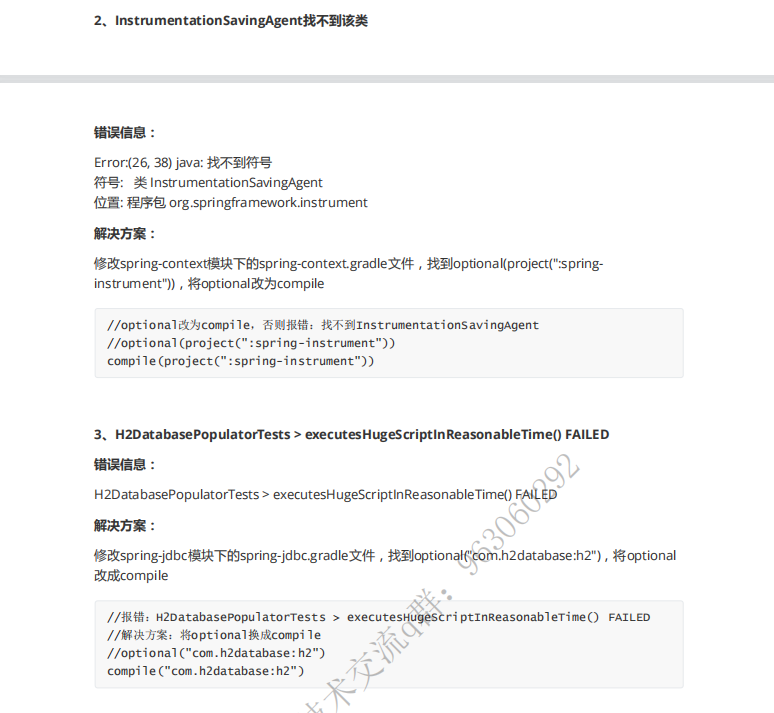 2、InstrumentationSavingAgent找不到该类
错误信息：
Error:(26, 38) java: 找不到符号
符号: 类 InstrumentationSavingAgent
位置: 程序包 org.springframework.instrument
解决方案：
修改spring-context模块下的spring-context.gradle文件，找到optional(project(":spring-
instrument"))，将optional改为compile
//optional改为compile，否则报错：找不到InstrumentationSavingAgent
//optional(project(":spring-instrument"))
compile(project(":spring-instrument"))
3、H2DatabasePopulatorTests > executesHugeScriptInReasonableTime() FAILED
错误信息：
H2DatabasePopulatorTests > executesHugeScriptInReasonableTime() FAILED
解决方案：
修改spring-jdbc模块下的spring-jdbc.gradle文件，找到optional("com.h2database:h2")，将optional
改成compile
//报错：H2DatabasePopulatorTests > executesHugeScriptInReasonableTime() FAILED
//解决方案：将optional换成compile
//optional("com.h2database:h2")
compile("com.h2database:h2")
术交流q群：963060292